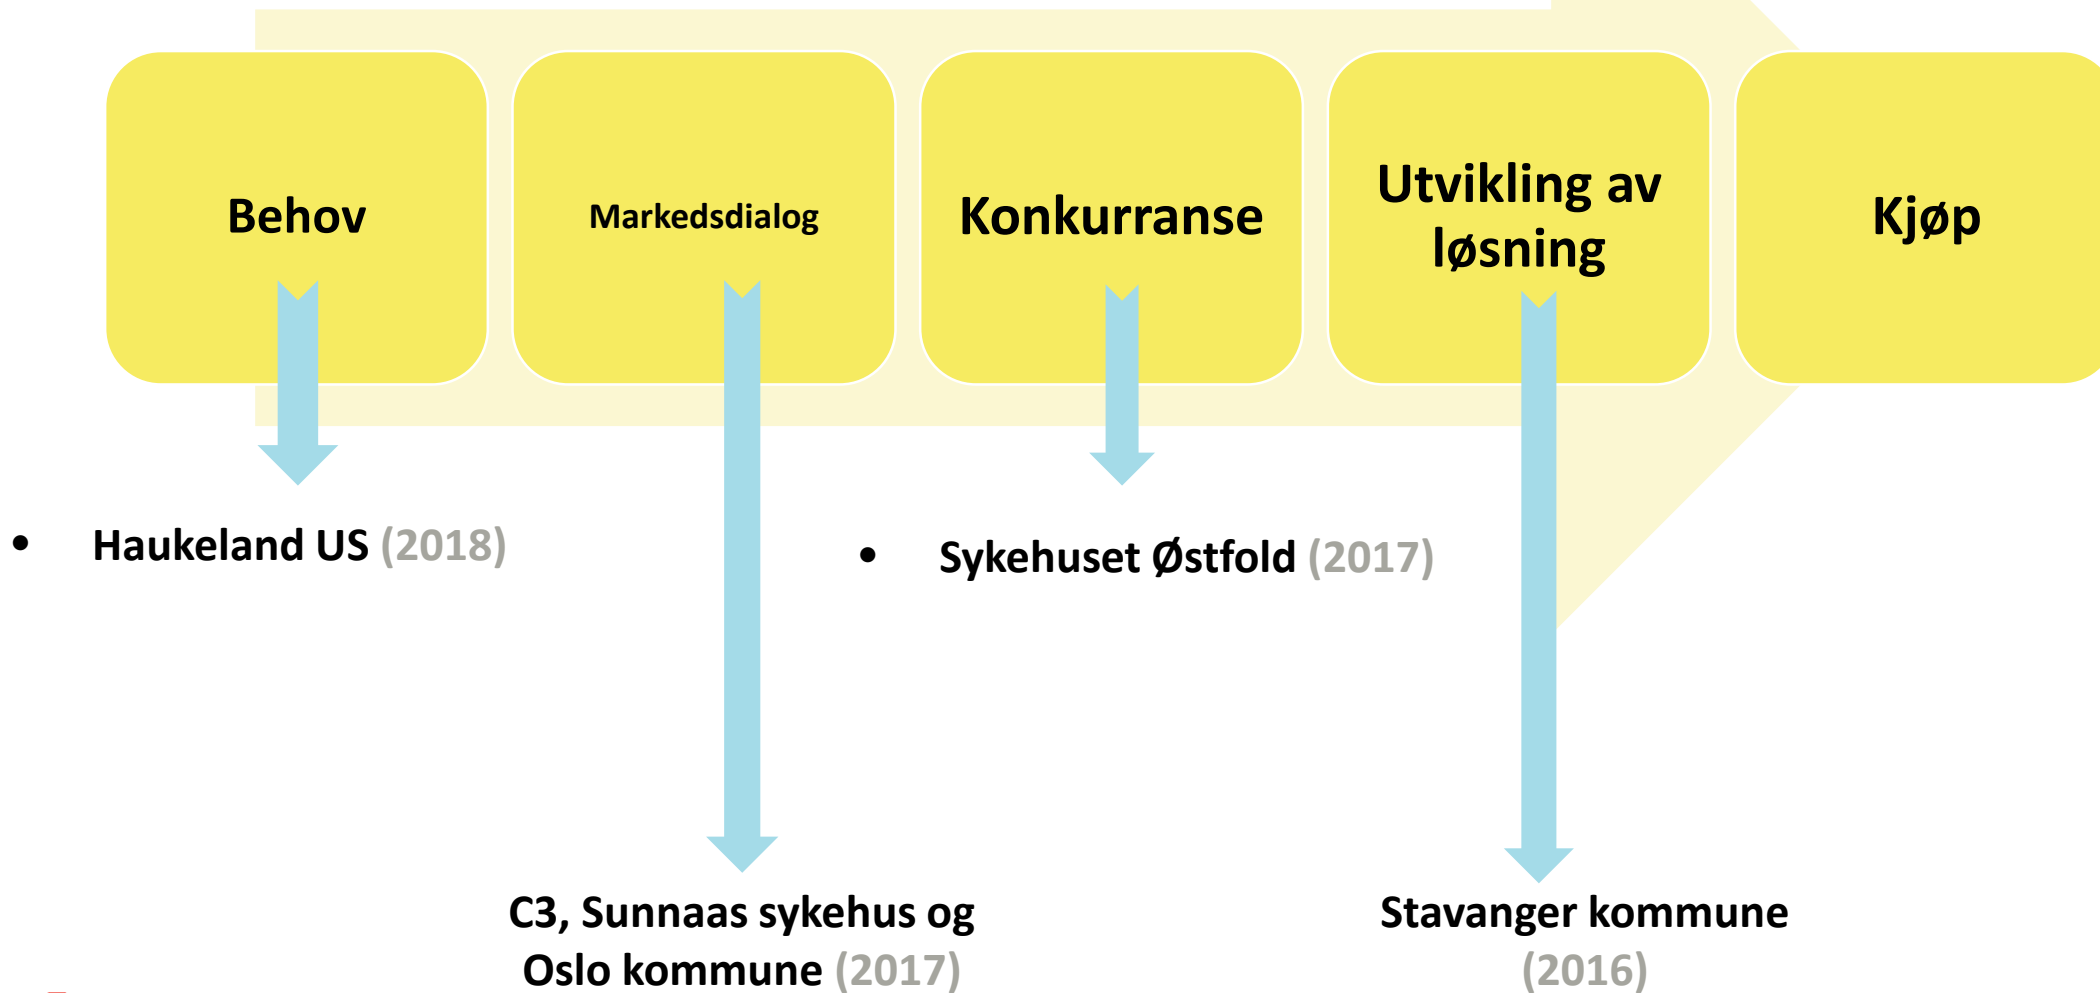 Behov
Markedsdialog
Konkurranse
Utvikling av
løsning
Kjøp
• Haukeland US (2018)
• Sykehuset Østfold (2017)
C3, Sunnaas sykehus og
Oslo kommune (2017)
Stavanger kommune
(2016)